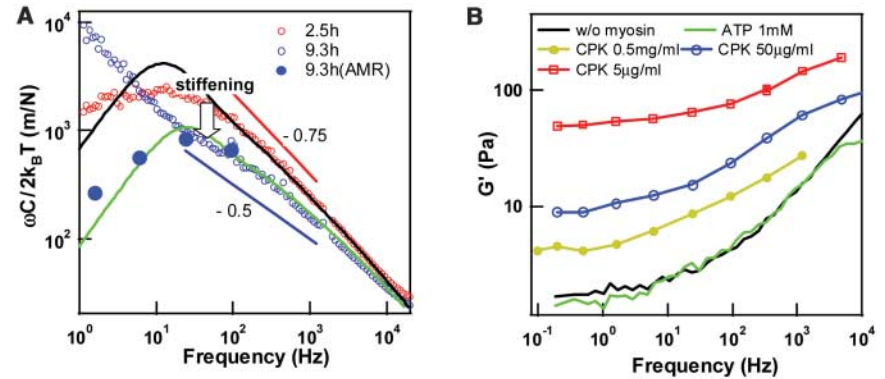 A
ωC/2k_BT (m/N)
10^4
10^3
10^2
10^0
10^1
10^2
10^3
10^4
Frequency (Hz)
2.5h
9.3h
9.3h(AMR)
stiffening
- 0.75
- 0.5
B
w/o myosin
ATP 1mM
CPK 0.5mg/ml
CPK 50µg/ml
CPK 5µg/ml
G' (Pa)
100
10
10^-1
10^0
10^1
10^2
10^3
10^4
Frequency (Hz)